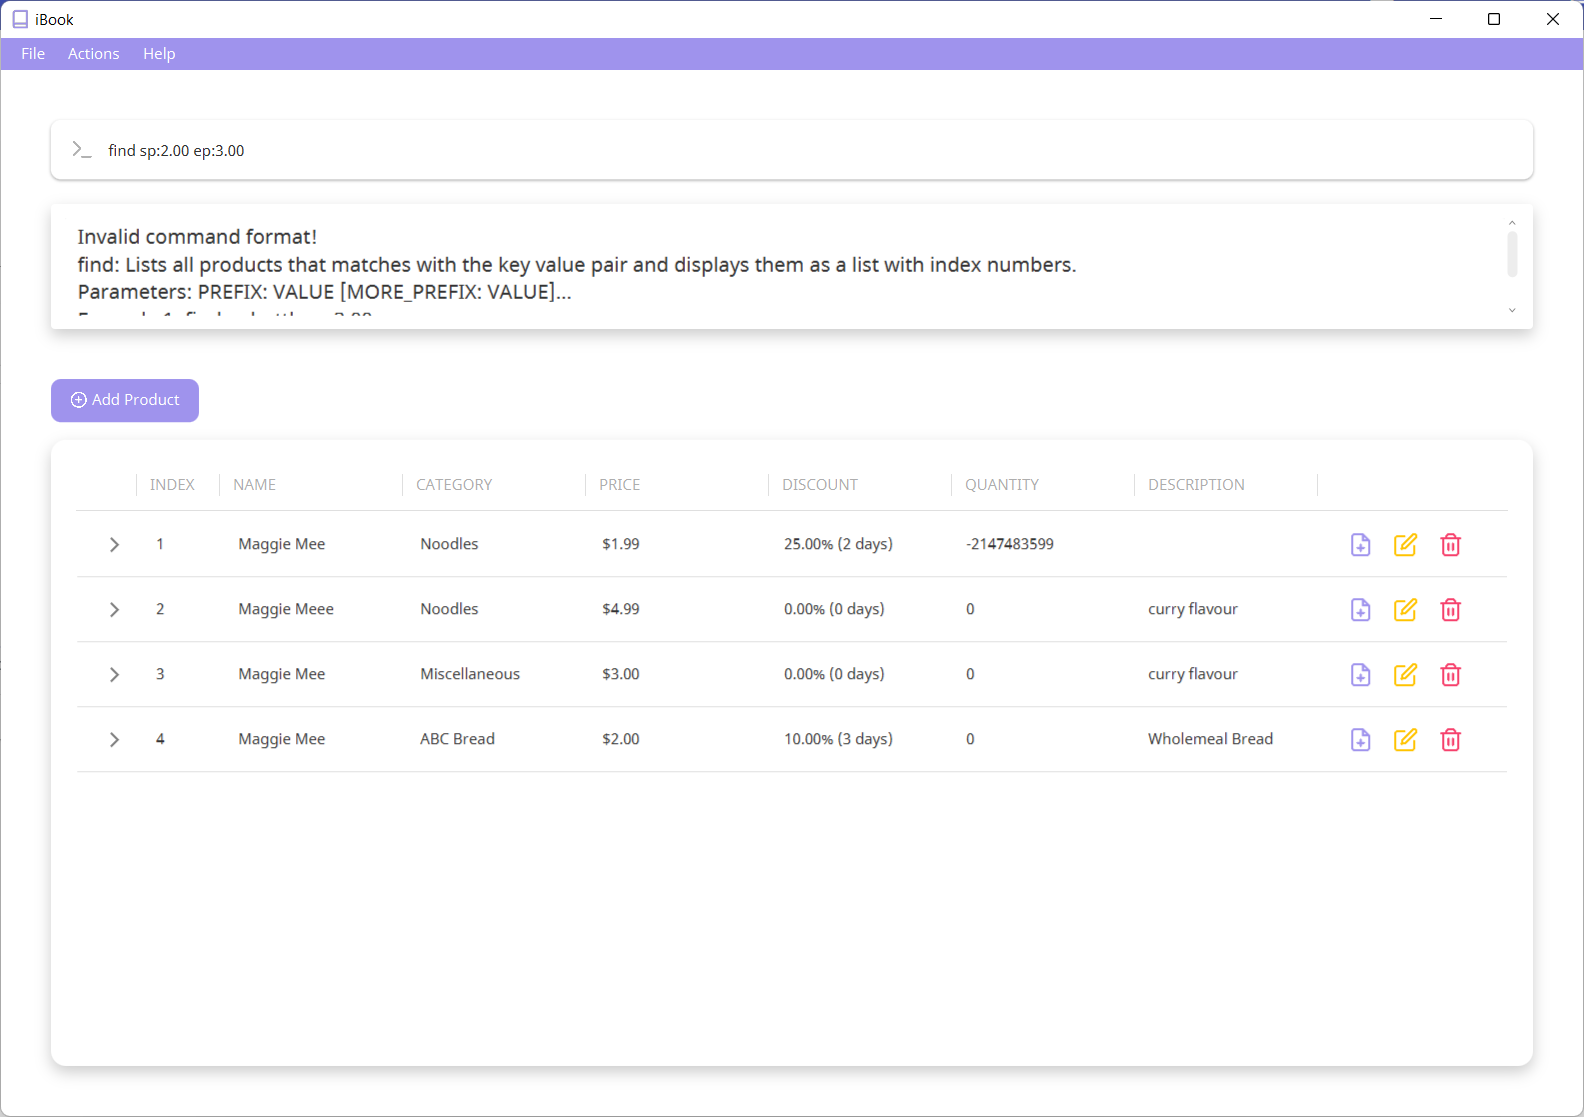 iBook
File Actions Help
find sp:2.00 ep:3.00
Invalid command format!
find: Lists all products that matches with the key value pair and displays them as a list with index numbers.
Parameters: PREFIX: VALUE [MORE_PREFIX: VALUE]...
Add Product
INDEX NAME CATEGORY PRICE DISCOUNT QUANTITY DESCRIPTION
1 Maggie Mee Noodles $1.99 25.00% (2 days) -2147483599
2 Maggie Meee Noodles $4.99 0.00% (0 days) 0 curry flavour
3 Maggie Mee Miscellaneous $3.00 0.00% (0 days) 0 curry flavour
4 Maggie Mee ABC Bread $2.00 10.00% (3 days) 0 Wholemeal Bread